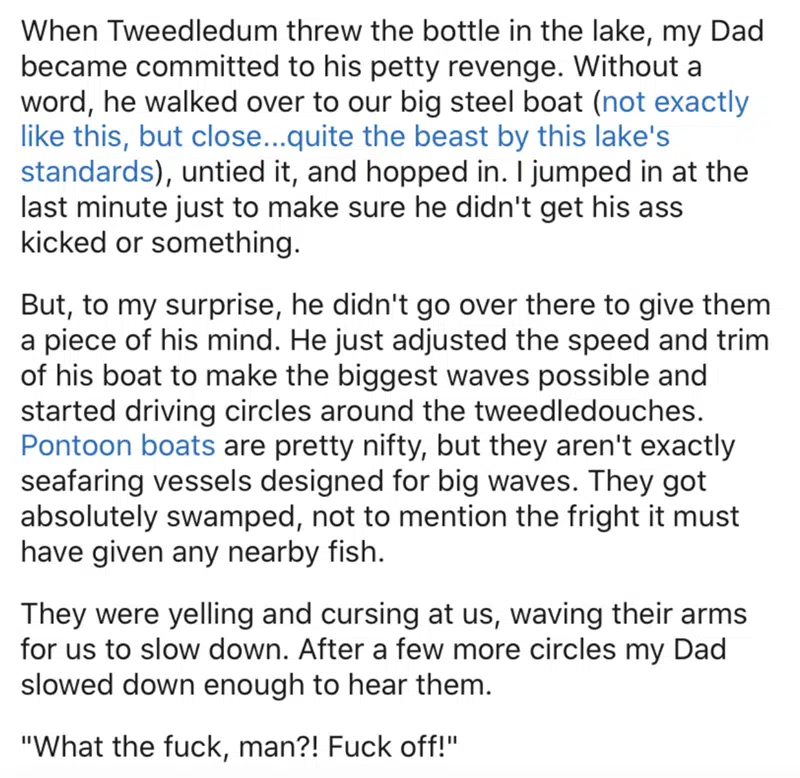 When Tweedledum threw the bottle in the lake, my Dad
became committed to his petty revenge. Without a
word, he walked over to our big steel boat (not exactly
like this, but close...quite the beast by this lake's
standards), untied it, and hopped in. I jumped in at the
last minute just to make sure he didn't get his ass
kicked or something.
But, to my surprise, he didn't go over there to give them
a piece of his mind. He just adjusted the speed and trim
of his boat to make the biggest waves possible and
started driving circles around the tweedledouches.
Pontoon boats are pretty nifty, but they aren't exactly
seafaring vessels designed for big waves. They got
absolutely swamped, not to mention the fright it must
have given any nearby fish.
They were yelling and cursing at us, waving their arms
for us to slow down. After a few more circles my Dad
slowed down enough to hear them.
"What the fuck, man?! Fuck off!"